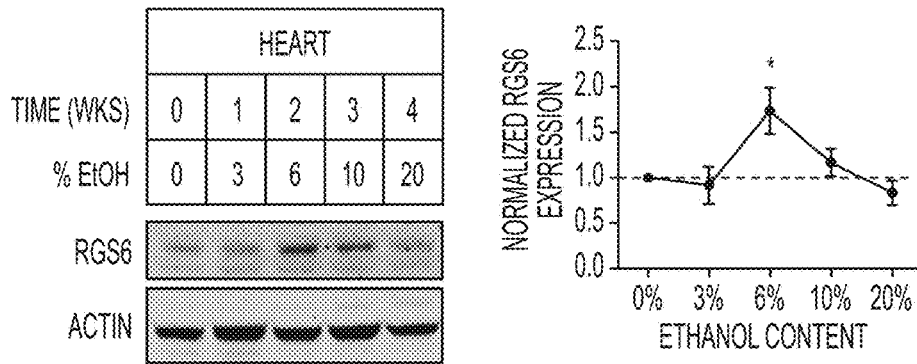 HEART
TIME (WKS) 0 1 2 3 4
% EtOH 0 3 6 10 20
RGS6
ACTIN
NORMALIZED RGS6
EXPRESSION
2.5
2.0
1.5
1.0
0.5
0.0
*
0% 3% 6% 10% 20%
ETHANOL CONTENT